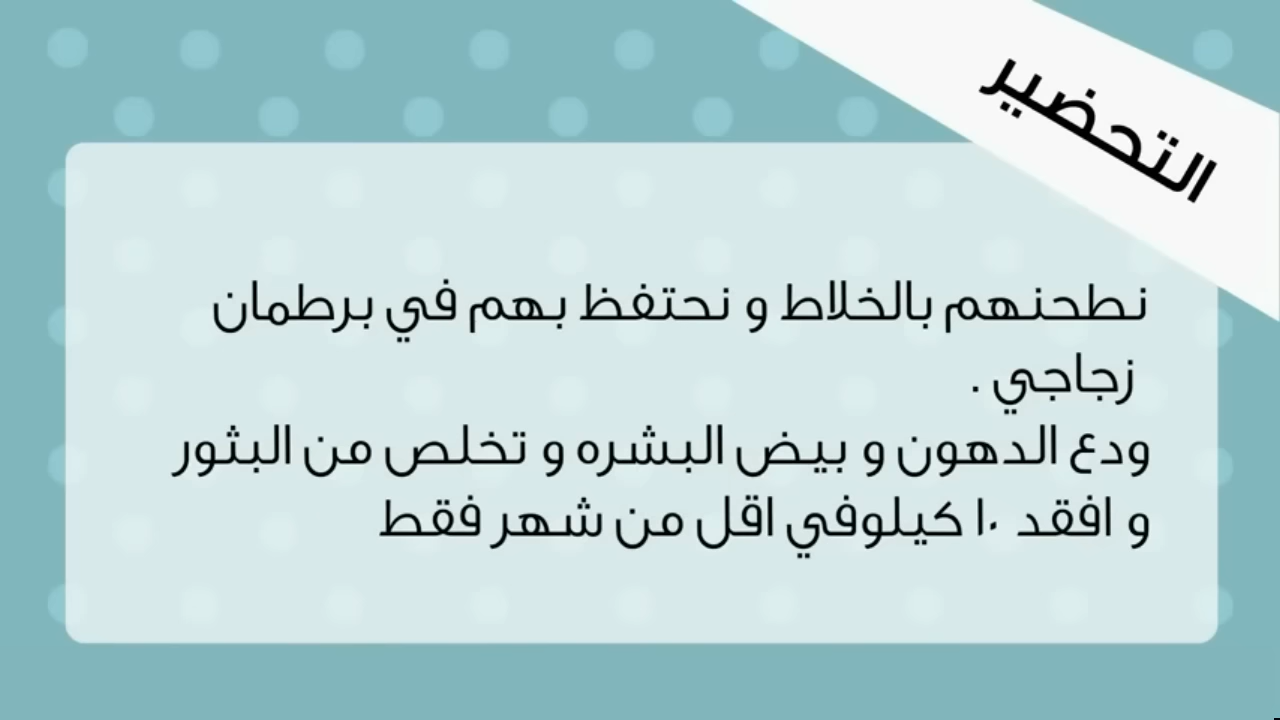 التحضير
نطحنهم بالخلاط و نحتفظ بهم في برطمان
زجاجي .
ودع الدهون و بيض البشره و تخلص من البثور
و افقد ١٠ كيلوفي اقل من شهر فقط